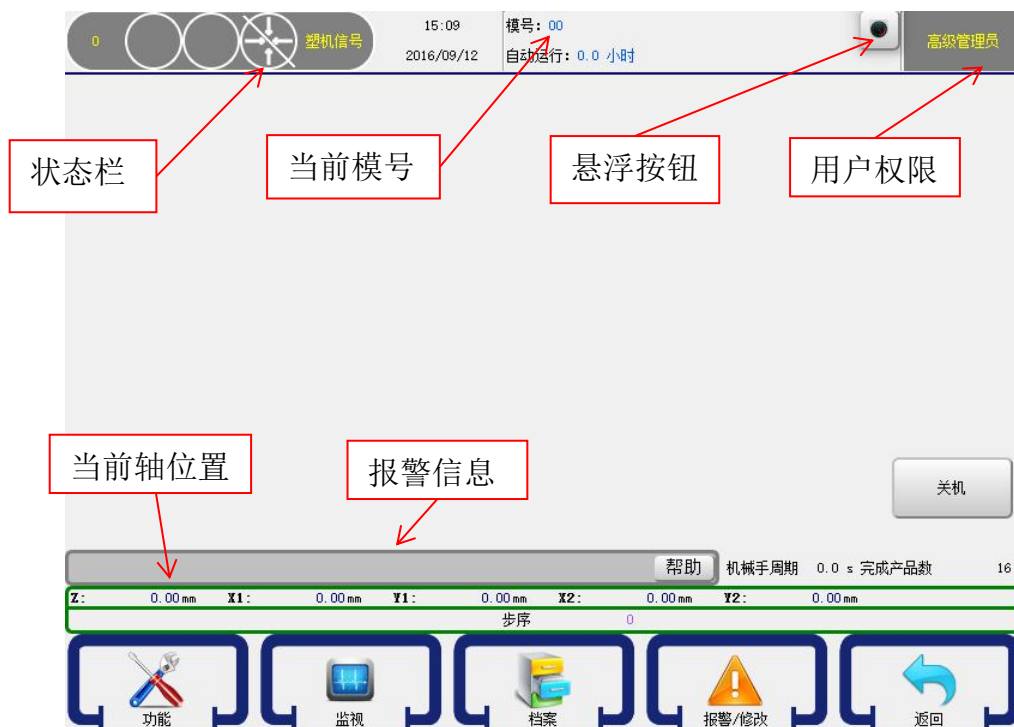 0 塑机信号 15:09 模号: 00 高级管理员
2016/09/12 自动运行: 0.0 小时
状态栏 当前模号 悬浮按钮 用户权限
当前轴位置 报警信息
关机
帮助 机械手周期 0.0 s 完成产品数 16
Z: 0.00mm X1: 0.00mm Y1: 0.00mm X2: 0.00mm Y2: 0.00mm
步序 0
功能 监视 档案 报警/修改 返回